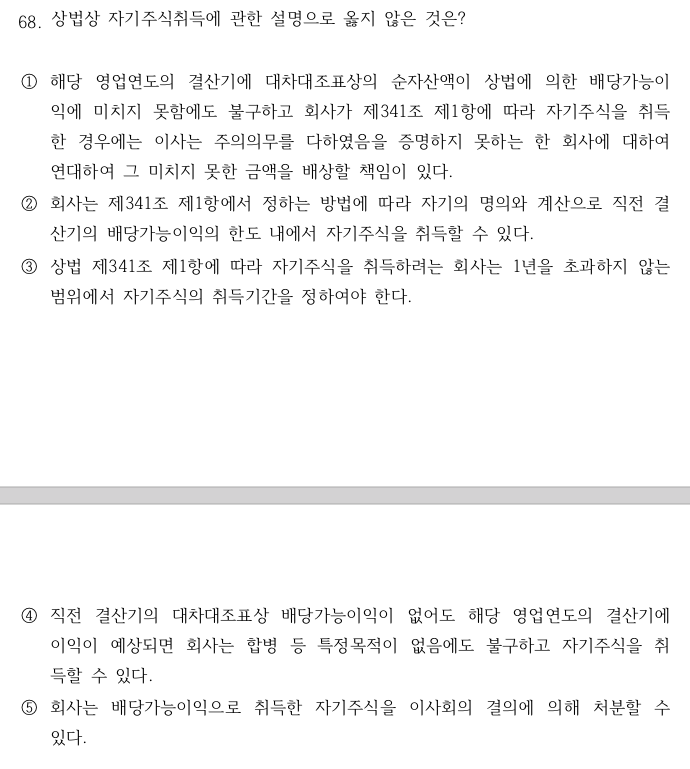 68. 상법상 자기주식취득에 관한 설명으로 옳지 않은 것은?
① 해당 영업연도의 결산기에 대차대조표상의 순자산액이 상법에 의한 배당가능이
익에 미치지 못함에도 불구하고 회사가 제341조 제1항에 따라 자기주식을 취득
한 경우에는 이사는 주의의무를 다하였음을 증명하지 못하는 한 회사에 대하여
연대하여 그 미치지 못한 금액을 배상할 책임이 있다.
② 회사는 제341조 제1항에서 정하는 방법에 따라 자기의 명의와 계산으로 직전 결
산기의 배당가능이익의 한도 내에서 자기주식을 취득할 수 있다.
③ 상법 제341조 제1항에 따라 자기주식을 취득하려는 회사는 1년을 초과하지 않는
범위에서 자기주식의 취득기간을 정하여야 한다.
④ 직전 결산기의 대차대조표상 배당가능이익이 없어도 해당 영업연도의 결산기에
이익이 예상되면 회사는 합병 등 특정목적이 없음에도 불구하고 자기주식을 취
득할 수 있다.
⑤ 회사는 배당가능이익으로 취득한 자기주식을 이사회의 결의에 의해 처분할 수
있다.